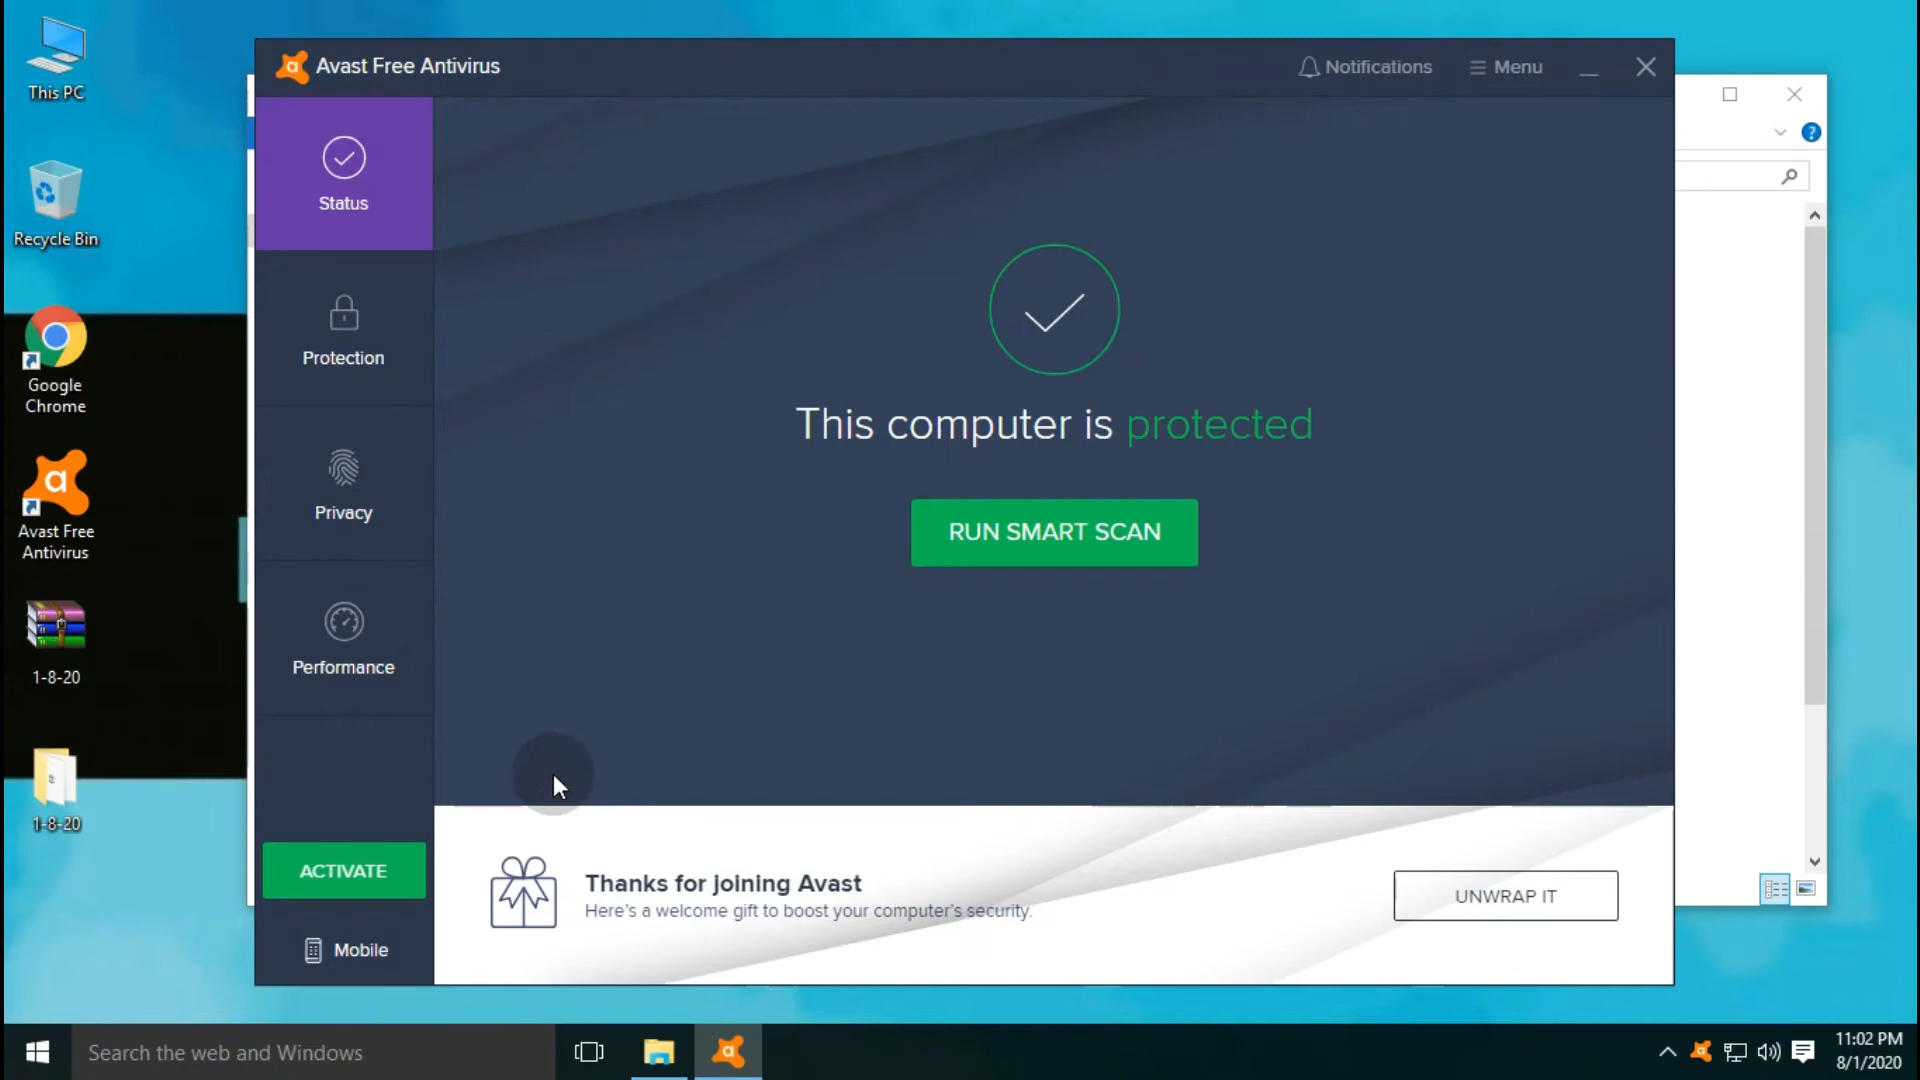 This PC
Recycle Bin
Google
Chrome
Avast Free
Antivirus
1-8-20
1-8-20
Avast Free Antivirus
Notifications
Menu
Status
Protection
Privacy
Performance
ACTIVATE
Mobile
This computer is protected
RUN SMART SCAN
Thanks for joining Avast
Here's a welcome gift to boost your computer's security.
UNWRAP IT
Search the web and Windows
11:02 PM
8/1/2020